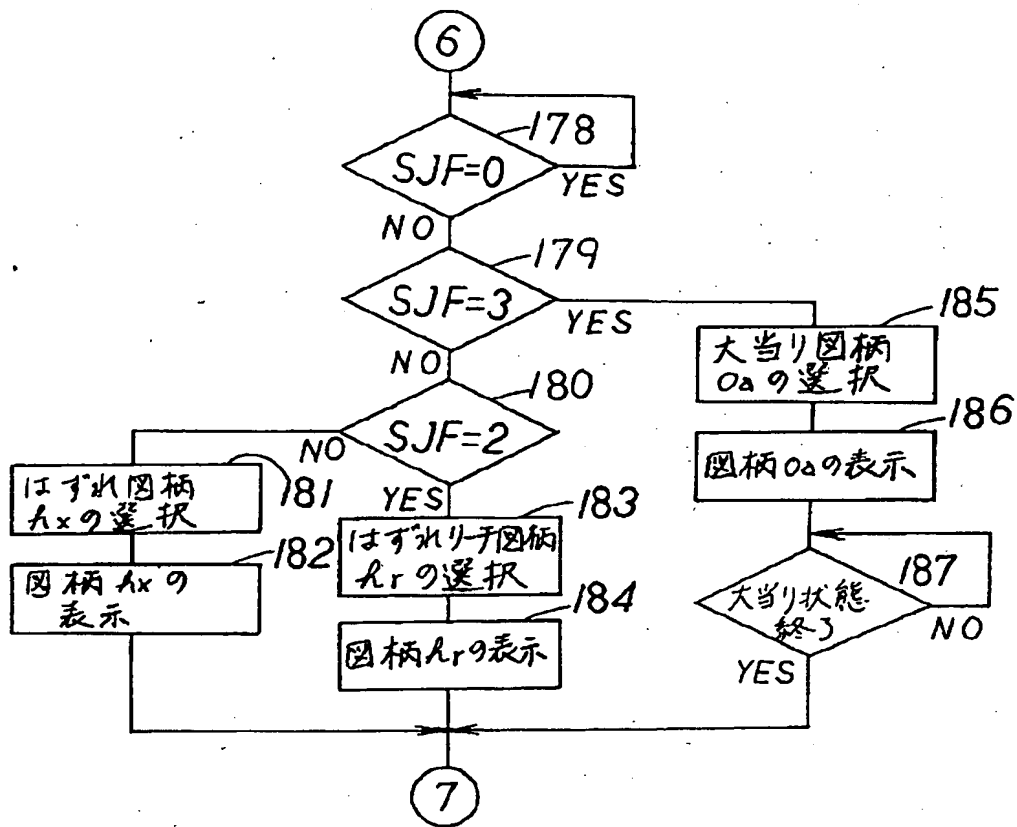 6
178
SJF=0
YES
NO
179
SJF=3
YES
NO
185
大当り図柄
Oaの選択
180
SJF=2
NO
YES
186
図柄Oaの表示
はずれ図柄
hxの選択
181
183
はずれリーチ図柄
hrの選択
182
図柄hxの
表示
184
図柄hrの表示
187
大当り状態
終了
NO
YES
7